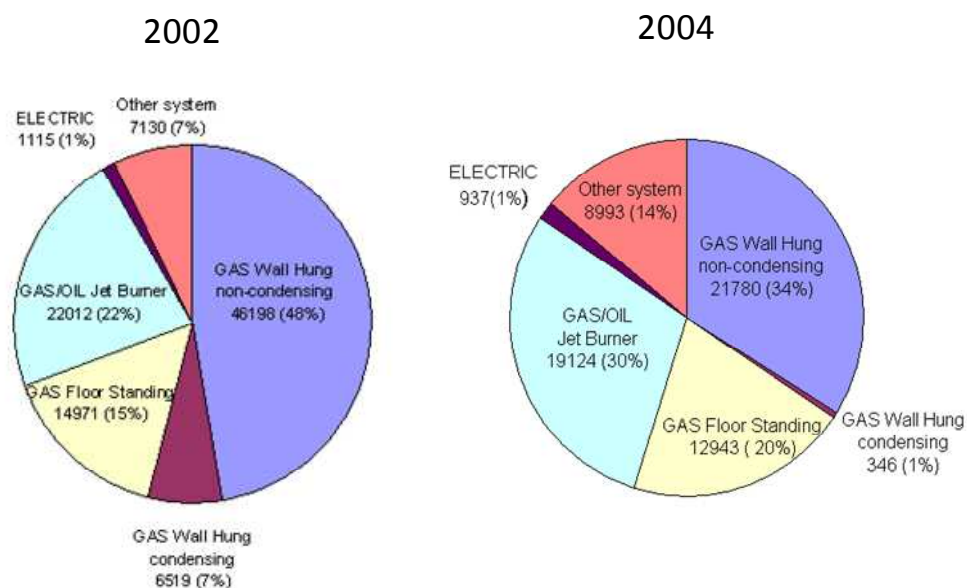 2002
2004
ELECTRIC
1115 (1%)
Other system
7130 (7%)
GAS Wall Hung
non-condensing
46198 (48%)
GAS/OIL Jet Burner
22012 (22%)
GAS Floor Standing
14971 (15%)
GAS Wall Hung
condensing
6519 (7%)
ELECTRIC
937(1%)
Other system
8993 (14%)
GAS Wall Hung
non-condensing
21780 (34%)
GAS/OIL
Jet Burner
19124 (30%)
GAS Floor Standing
12943 ( 20%)
GAS Wall Hung
condensing
346 (1%)